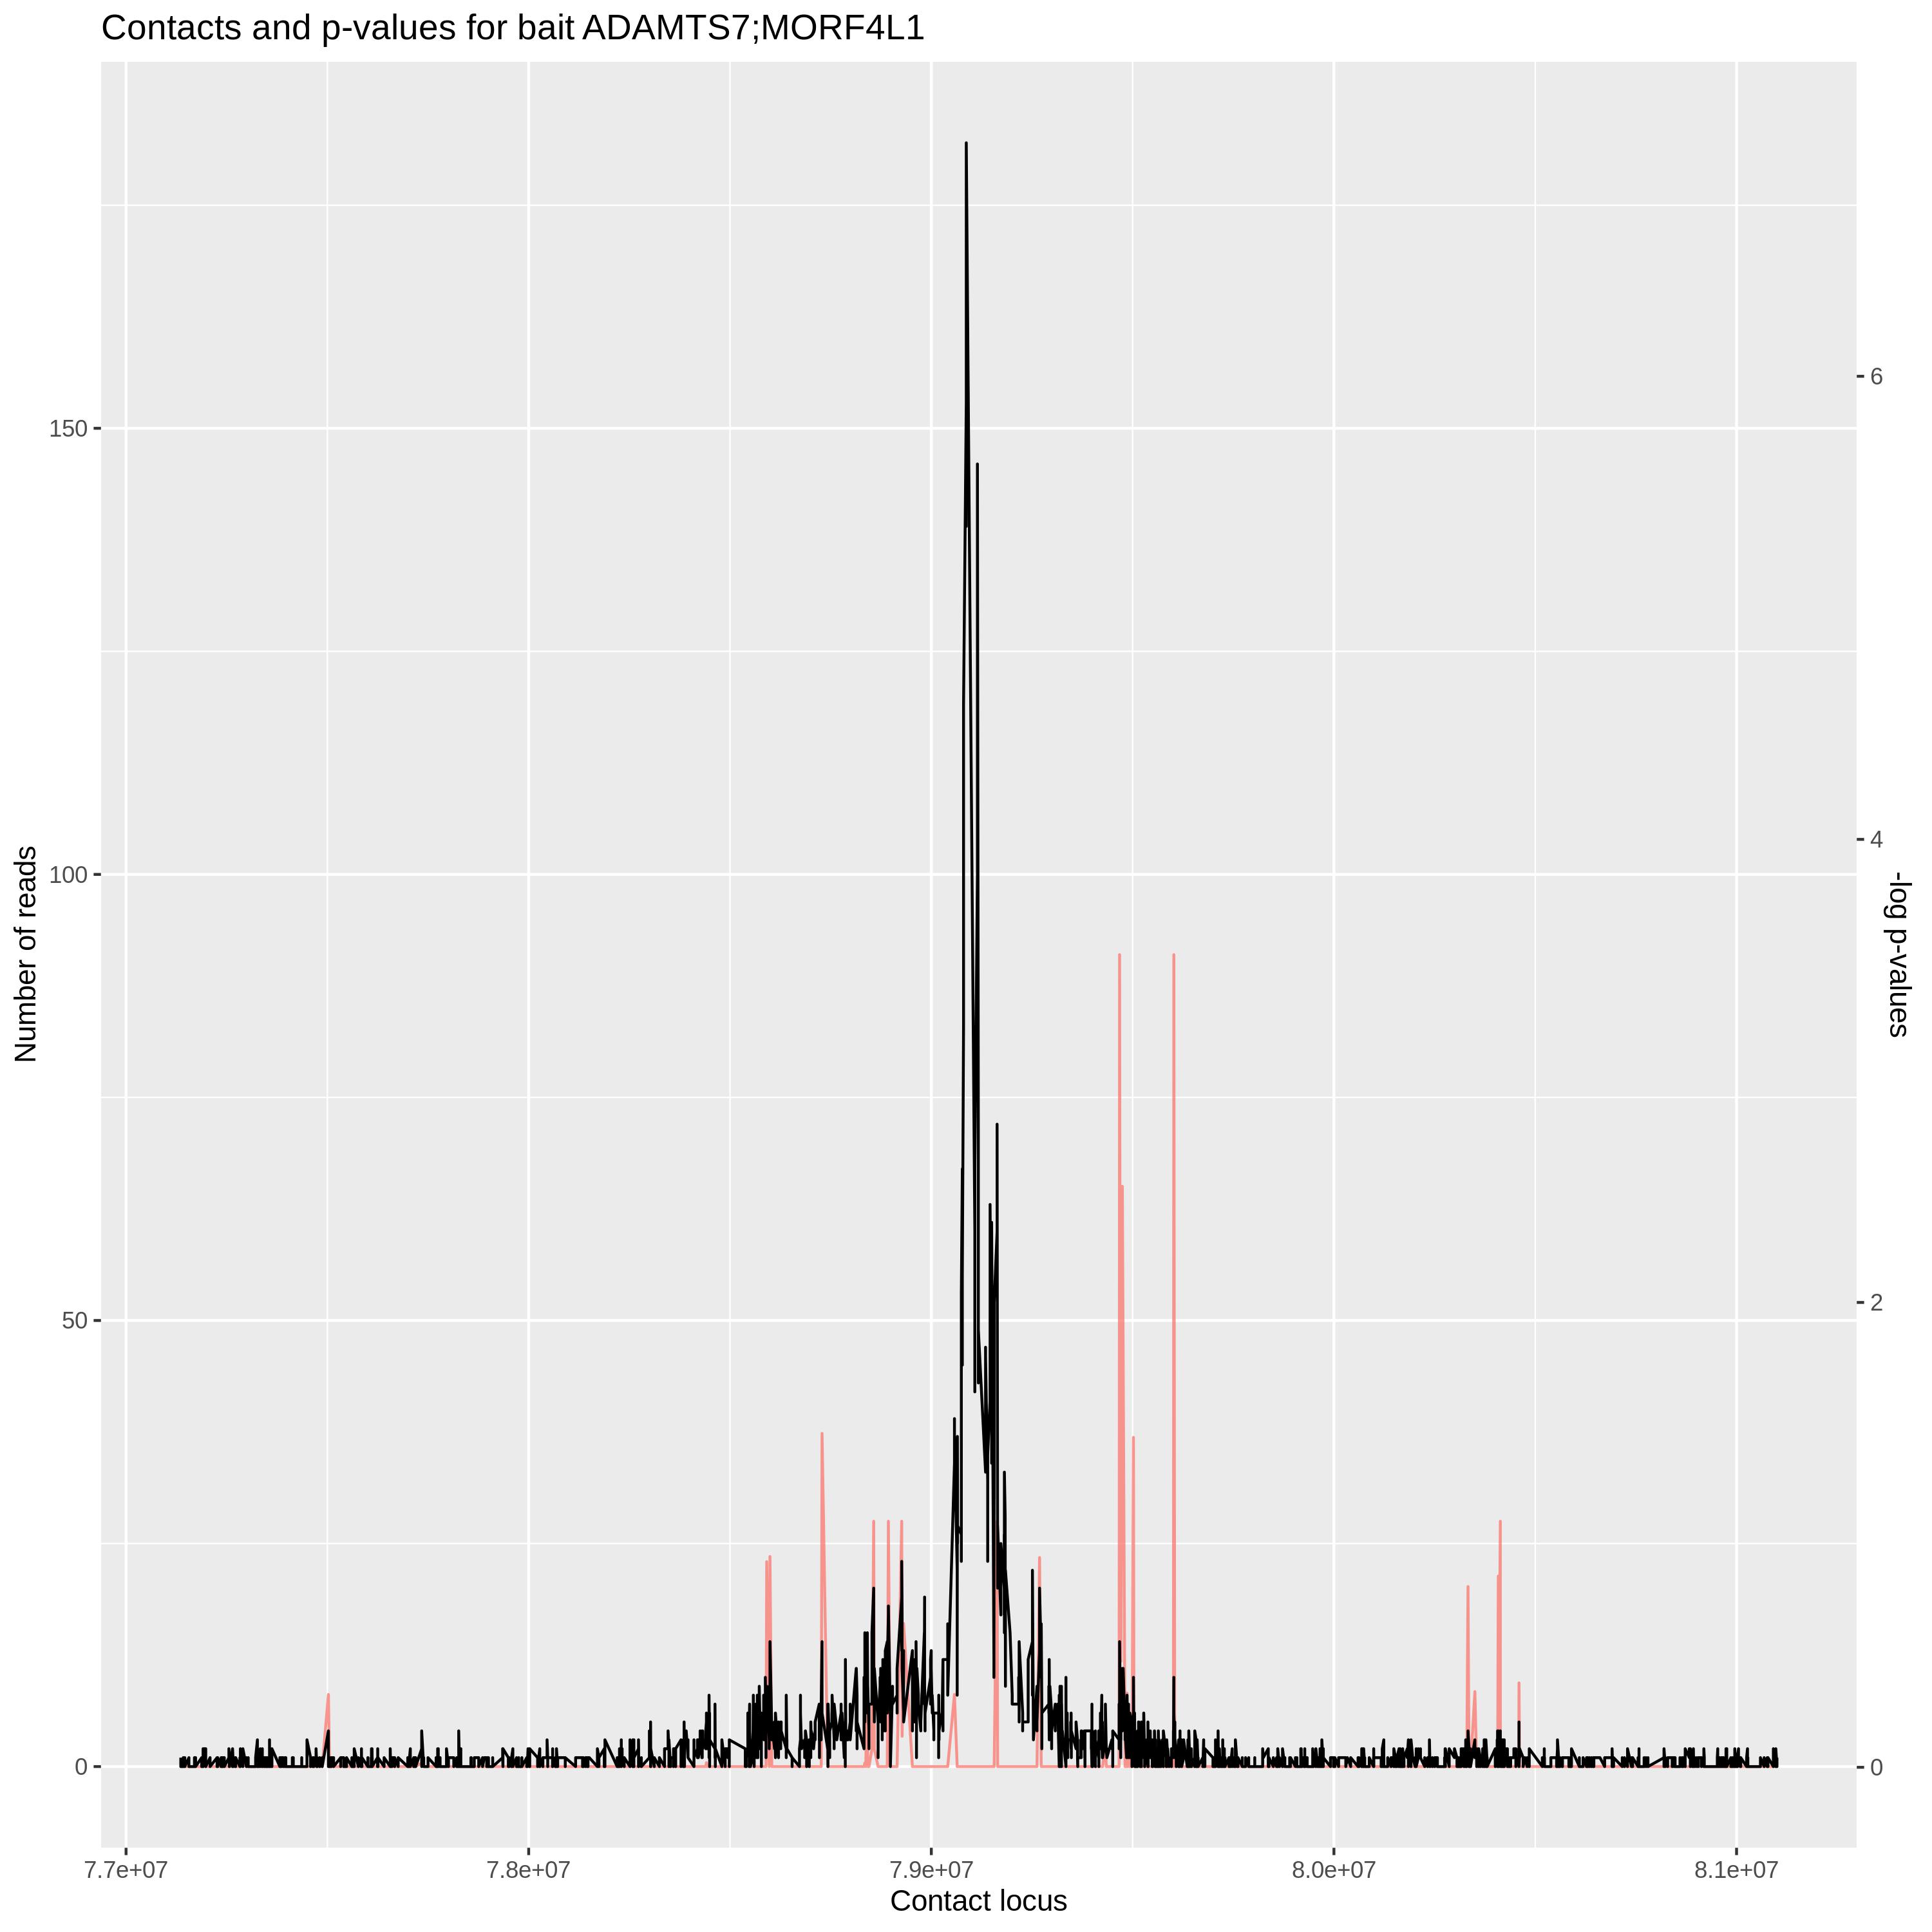 Contacts and p-values for bait ADAMTS7;MORF4L1
150
100
50
0
Number of reads
6
4
2
0
-log p-values
7.7e+07 7.8e+07 7.9e+07 8.0e+07 8.1e+07
Contact locus